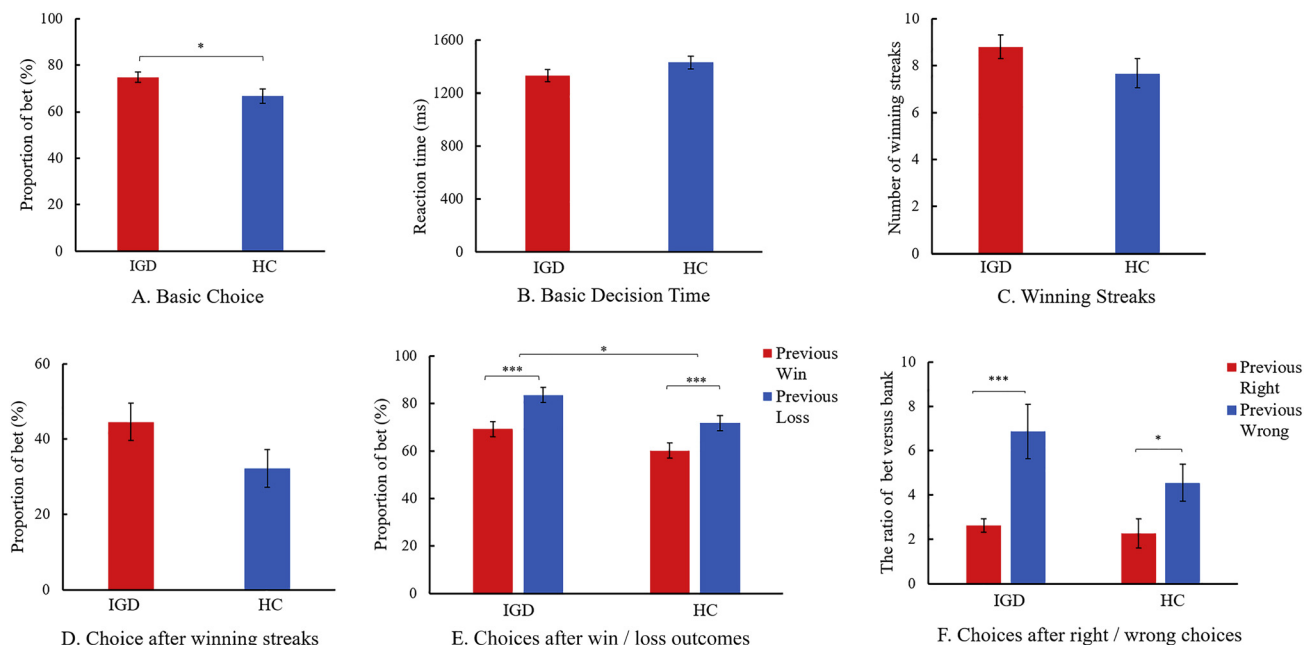 100
80
60
40
20
0
Proportion of bet (%)
*
IGD
HC
A. Basic Choice
1600
1200
800
400
0
Reaction time (ms)
IGD
HC
B. Basic Decision Time
10
8
6
4
2
0
Number of winning streaks
IGD
HC
C. Winning Streaks
60
40
20
0
Proportion of bet (%)
IGD
HC
D. Choice after winning streaks
100
80
60
40
20
0
Proportion of bet (%)
*
***
***
Previous
Win
Previous
Loss
IGD
HC
E. Choices after win / loss outcomes
10
8
6
4
2
0
The ratio of bet versus bank
***
*
Previous
Right
Previous
Wrong
IGD
HC
F. Choices after right / wrong choices